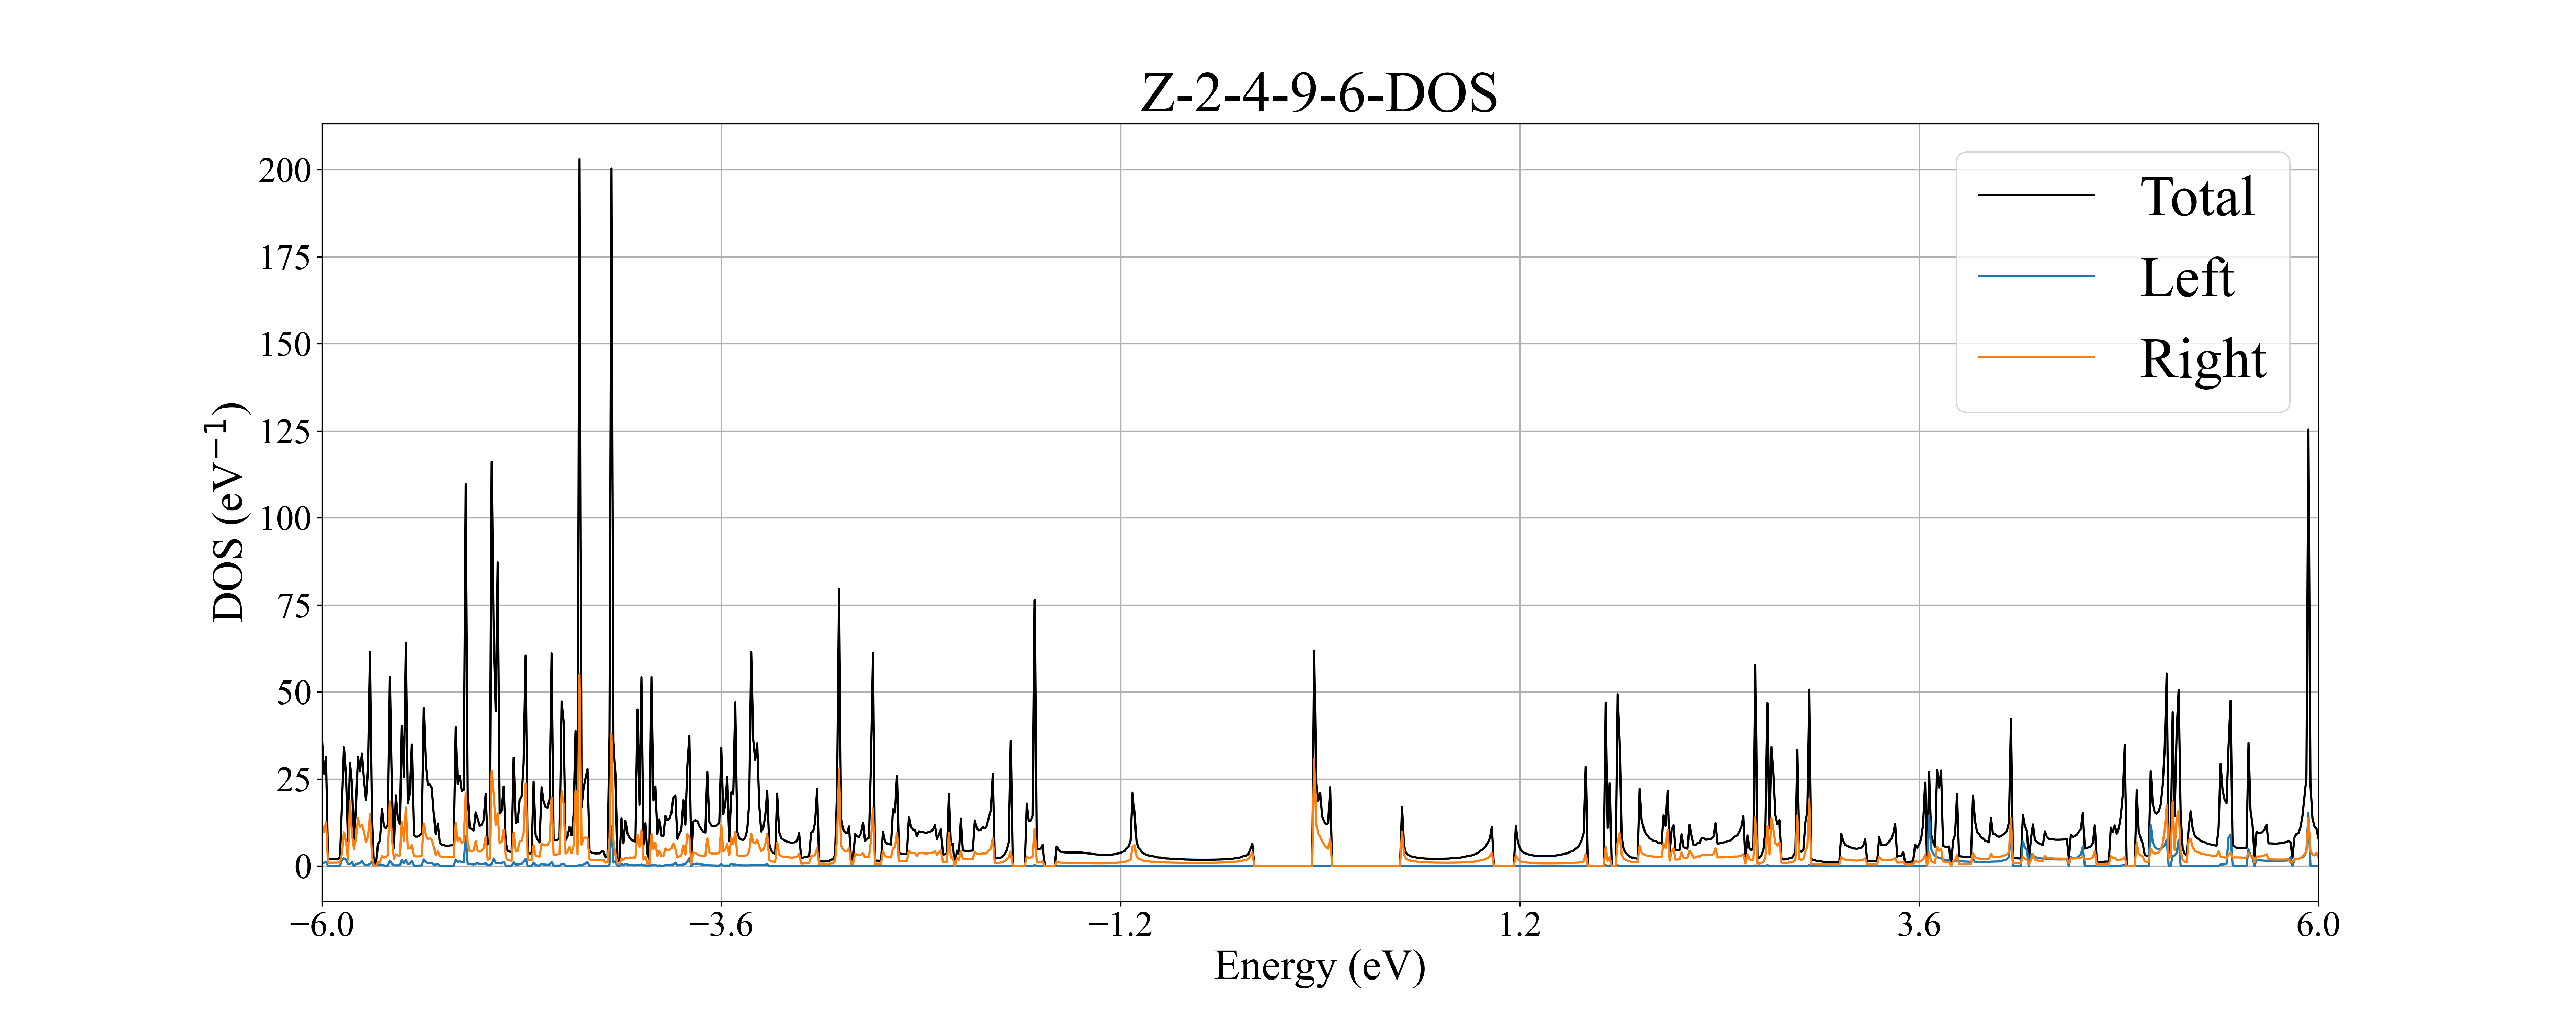 Z-2-4-9-6-DOS
Total
Left
Right
DOS (eV⁻¹)
200
175
150
125
100
75
50
25
0
−6.0 −3.6 −1.2 1.2 3.6 6.0
Energy (eV)